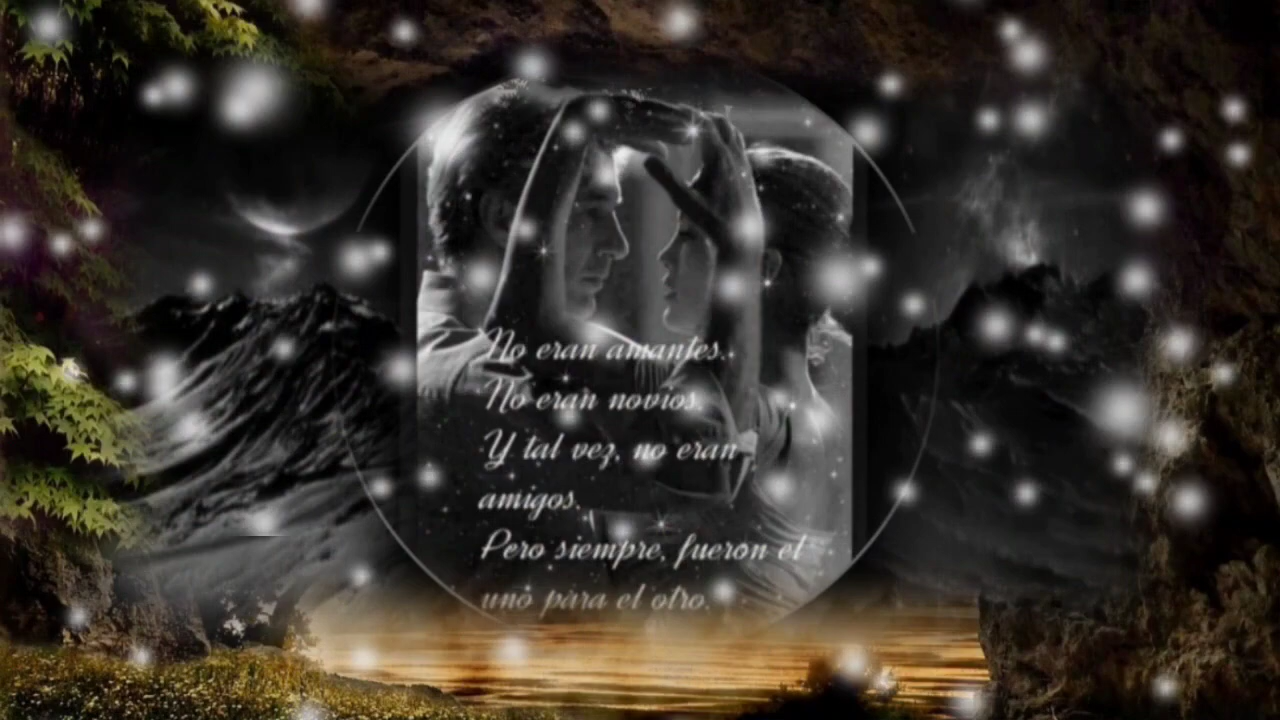 No eran amantes.
No eran novios.
Y tal vez, no eran
amigos.
Pero siempre, fueron el
uno para el otro.